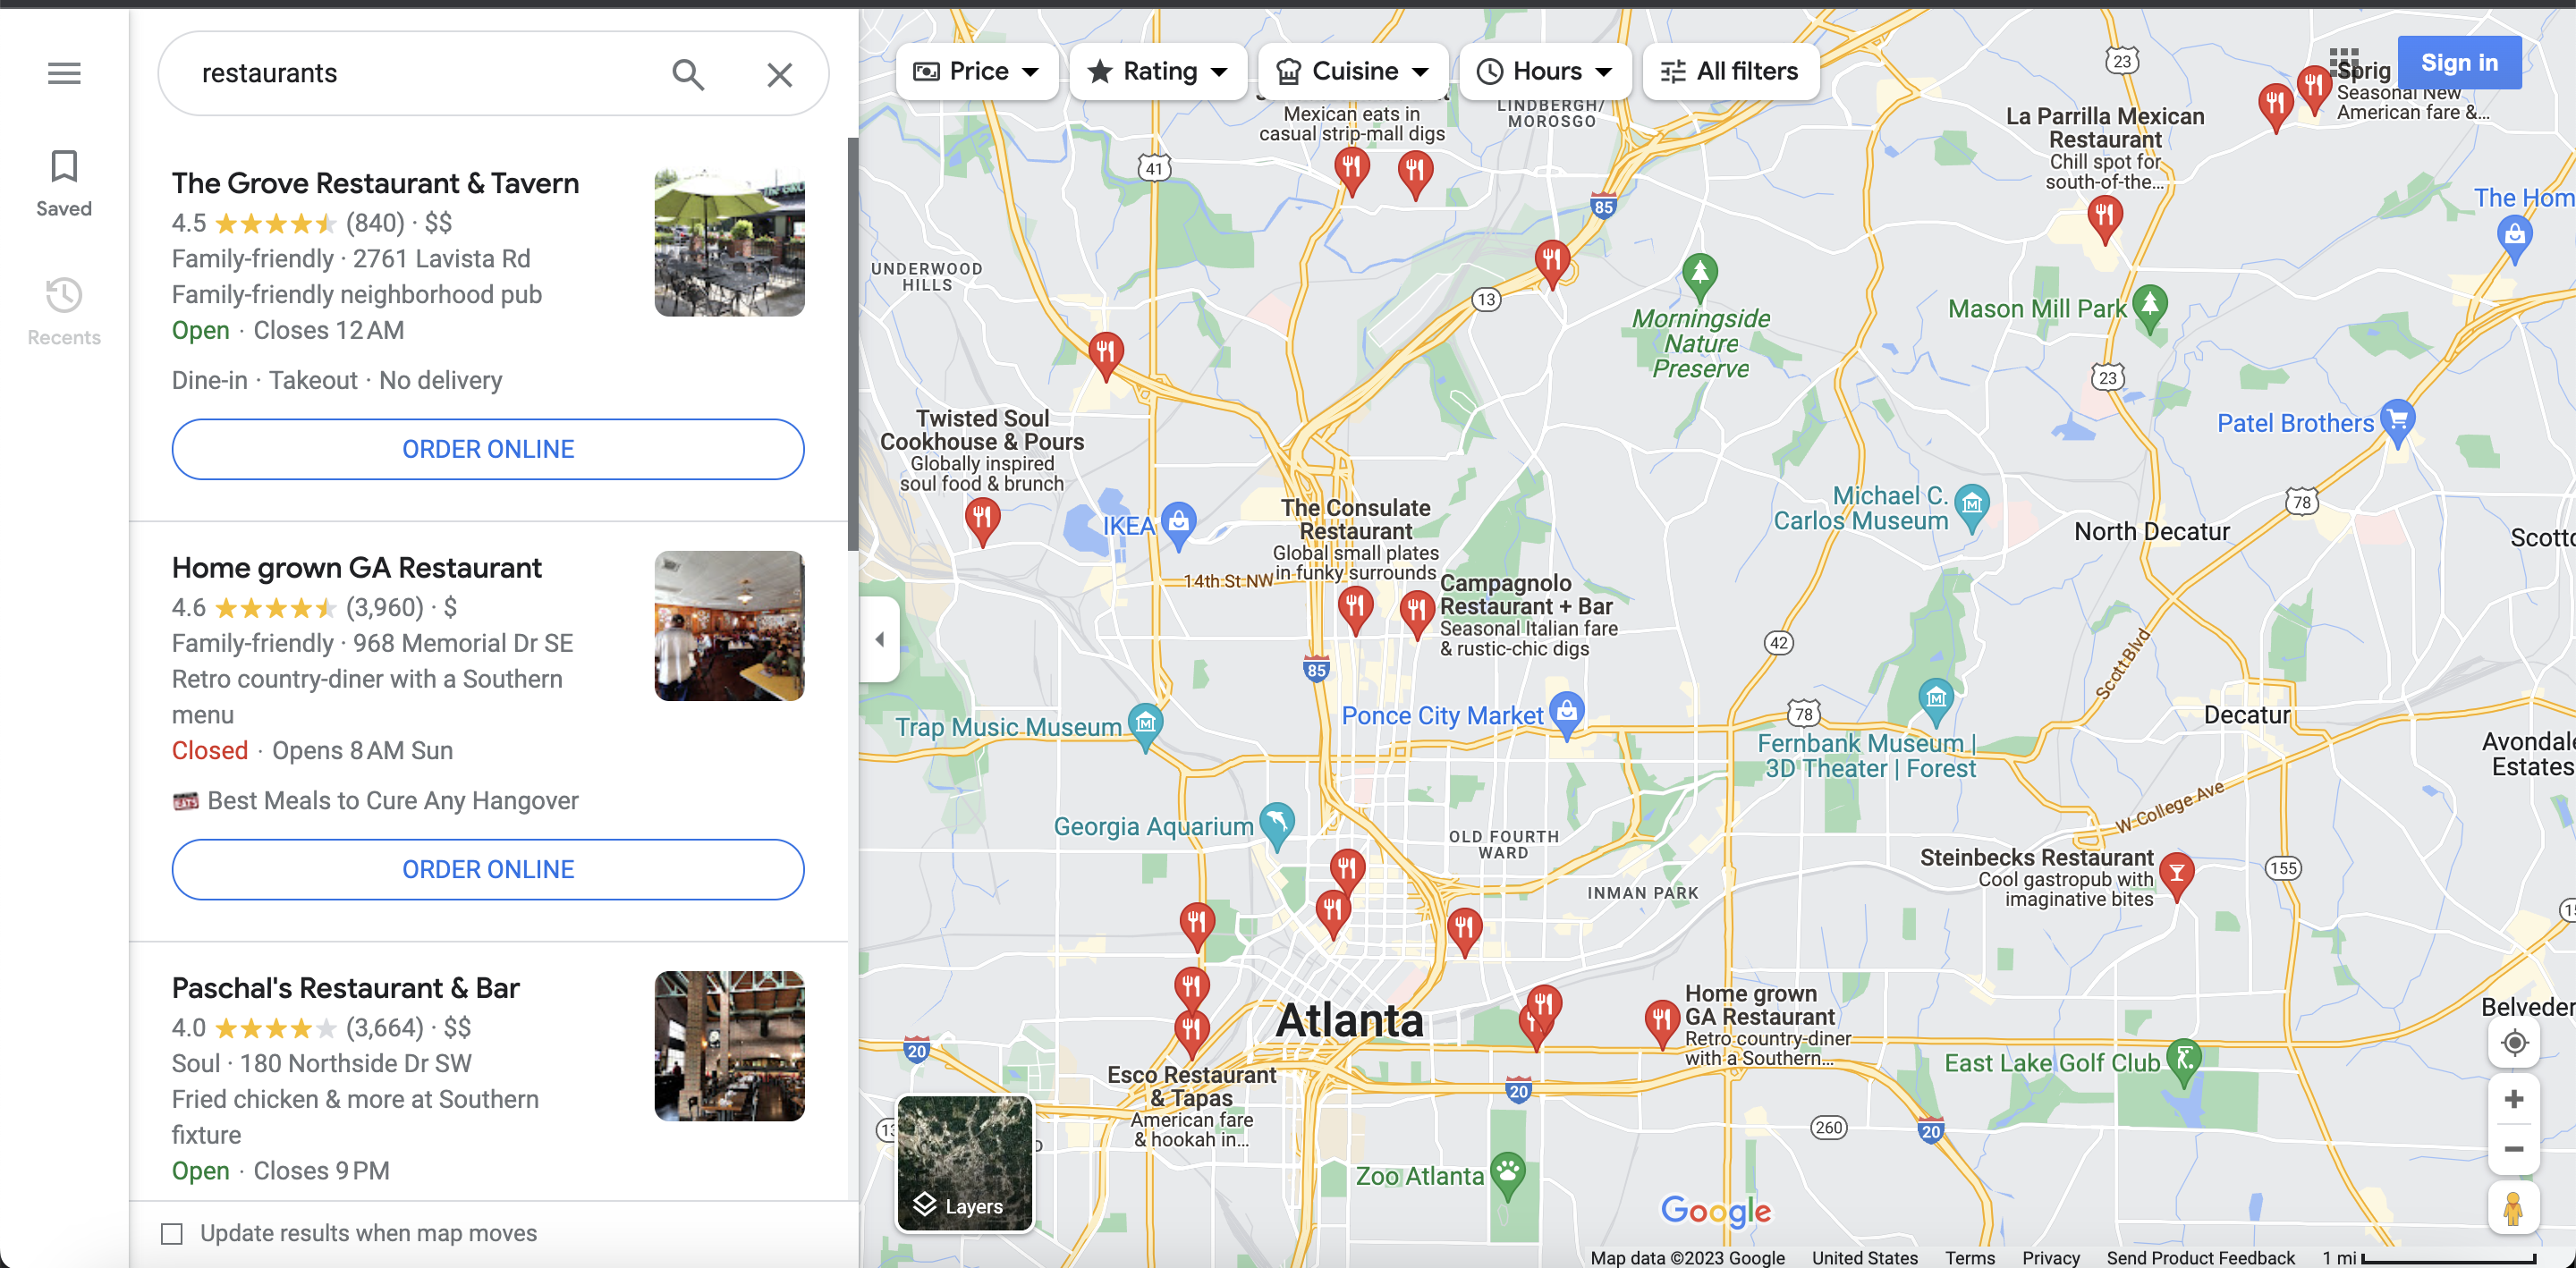 restaurants
Saved
Recents
The Grove Restaurant & Tavern
4.5 (840) · $$
Family-friendly · 2761 Lavista Rd
Family-friendly neighborhood pub
Open · Closes 12 AM
Dine-in · Takeout · No delivery
ORDER ONLINE
Home grown GA Restaurant
4.6 (3,960) · $
Family-friendly · 968 Memorial Dr SE
Retro country-diner with a Southern
menu
Closed · Opens 8 AM Sun
Best Meals to Cure Any Hangover
ORDER ONLINE
Paschal's Restaurant & Bar
4.0 (3,664) · $$
Soul · 180 Northside Dr SW
Fried chicken & more at Southern
fixture
Open · Closes 9 PM
Update results when map moves
Price
Rating
Cuisine
Hours
All filters
Sign in
Mexican eats in
casual strip-mall digs
LINDBERGH/
MOROSGO
23
Sprig
Seasonal New
American fare &...
La Parrilla Mexican
Restaurant
Chill spot for
south-of-the...
41
85
The Hom
UNDERWOOD
HILLS
13
Morningside
Nature
Preserve
Mason Mill Park
23
Twisted Soul
Cookhouse & Pours
Globally inspired
soul food & brunch
Patel Brothers
IKEA
The Consulate
Restaurant
Global small plates
in funky surrounds
14th St NW
Michael C.
Carlos Museum
78
North Decatur
Scottd
Campagnolo
Restaurant + Bar
Seasonal Italian fare
& rustic-chic digs
85
42
Scott Blvd
Trap Music Museum
Ponce City Market
78
Decatur
Fernbank Museum |
3D Theater | Forest
Avondale
Estates
Georgia Aquarium
OLD FOURTH
WARD
W College Ave
INMAN PARK
Steinbecks Restaurant
Cool gastropub with
imaginative bites
155
Atlanta
Home grown
GA Restaurant
Retro country-diner
with a Southern...
Belveder
20
East Lake Golf Club
Esco Restaurant
& Tapas
American fare
& hookah in...
20
260
20
Zoo Atlanta
Layers
Google
Map data ©2023 Google
United States
Terms
Privacy
Send Product Feedback
1 mi